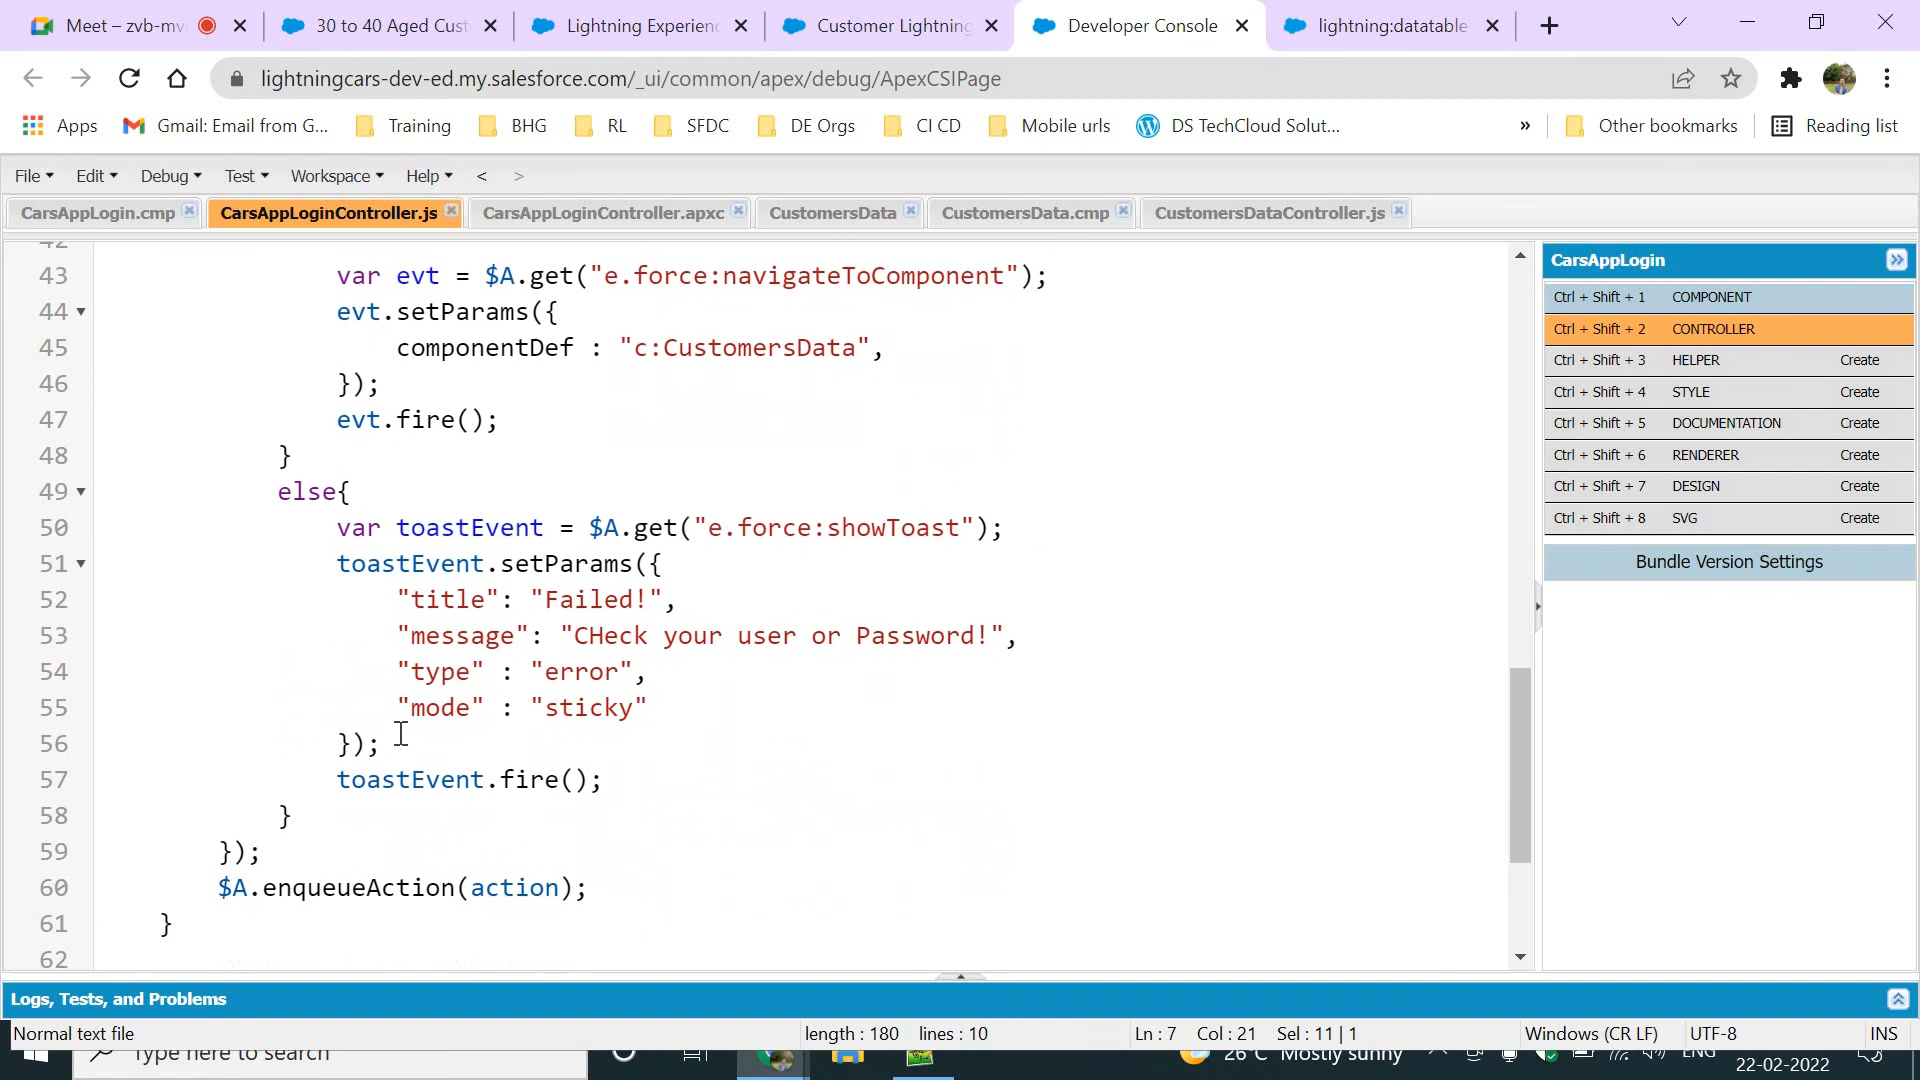 Meet – zvb-mv
30 to 40 Aged Cust
Lightning Experienc
Customer Lightning
Developer Console
lightning:datatable
lightningcars-dev-ed.my.salesforce.com/_ui/common/apex/debug/ApexCSIPage
Apps
Gmail: Email from G...
Training
BHG
RL
SFDC
DE Orgs
CI CD
Mobile urls
DS TechCloud Solut...
»
Other bookmarks
Reading list
File
Edit
Debug
Test
Workspace
Help
<
>
CarsAppLogin.cmp
CarsAppLoginController.js
CarsAppLoginController.apxc
CustomersData
CustomersData.cmp
CustomersDataController.js
42
43 var evt = $A.get("e.force:navigateToComponent");
44 evt.setParams({
45 componentDef : "c:CustomersData",
46 });
47 evt.fire();
48 }
49 else{
50 var toastEvent = $A.get("e.force:showToast");
51 toastEvent.setParams({
52 "title": "Failed!",
53 "message": "CHeck your user or Password!",
54 "type" : "error",
55 "mode" : "sticky"
56 });
57 toastEvent.fire();
58 }
59 });
60 $A.enqueueAction(action);
61 }
62
CarsAppLogin
Ctrl + Shift + 1 COMPONENT
Ctrl + Shift + 2 CONTROLLER
Ctrl + Shift + 3 HELPER Create
Ctrl + Shift + 4 STYLE Create
Ctrl + Shift + 5 DOCUMENTATION Create
Ctrl + Shift + 6 RENDERER Create
Ctrl + Shift + 7 DESIGN Create
Ctrl + Shift + 8 SVG Create
Bundle Version Settings
Logs, Tests, and Problems
Normal text file
length : 180 lines : 10
Ln : 7 Col : 21 Sel : 11 | 1
Windows (CR LF)
UTF-8
INS
Type here to search
26°C Mostly sunny
ENG
22-02-2022